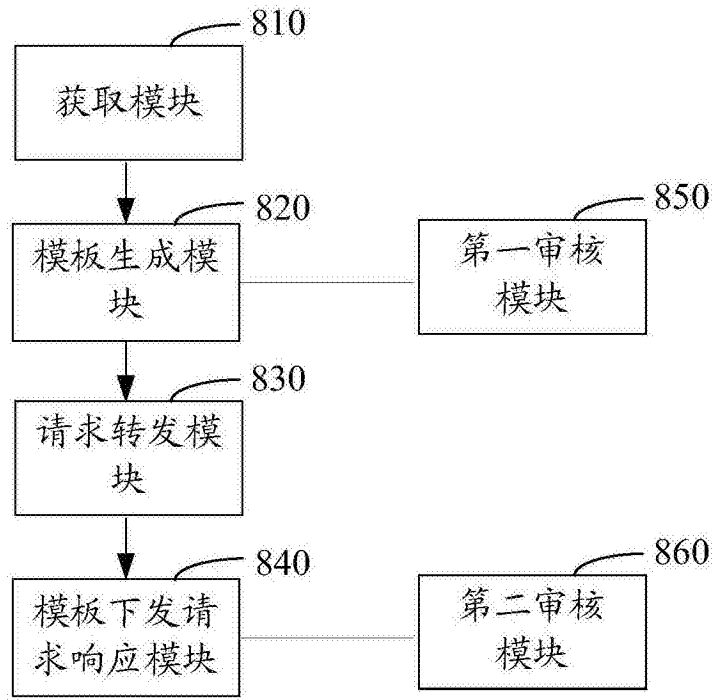 810
获取模块
820
模板生成模
块
850
第一审核
模块
830
请求转发模
块
840
模板下发请
求响应模块
860
第二审核
模块